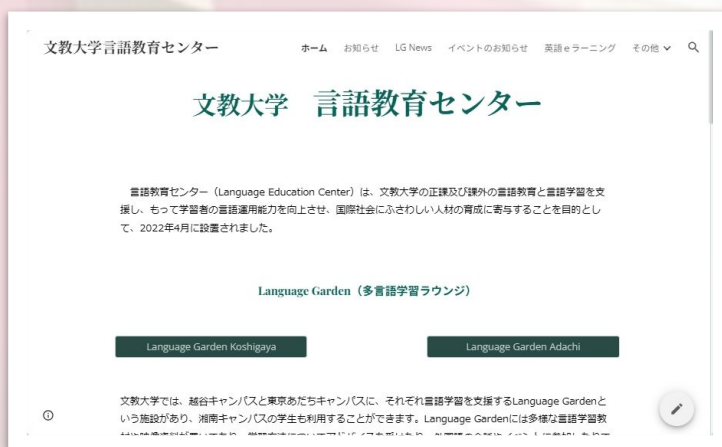 文教大学言語教育センター
ホーム お知らせ LG News イベントのお知らせ 英語eラーニング その他
文教大学 言語教育センター
言語教育センター（Language Education Center）は、文教大学の正課及び課外の言語教育と言語学習を支
援し、もって学習者の言語運用能力を向上させ、国際社会にふさわしい人材の育成に寄与することを目的とし
て、2022年4月に設置されました。
Language Garden（多言語学習ラウンジ）
Language Garden Koshigaya
Language Garden Adachi
文教大学では、越谷キャンパスと東京あだちキャンパスに、それぞれ言語学習を支援するLanguage Gardenと
いう施設があり、湘南キャンパスの学生も利用することができます。Language Gardenには多様な言語学習教